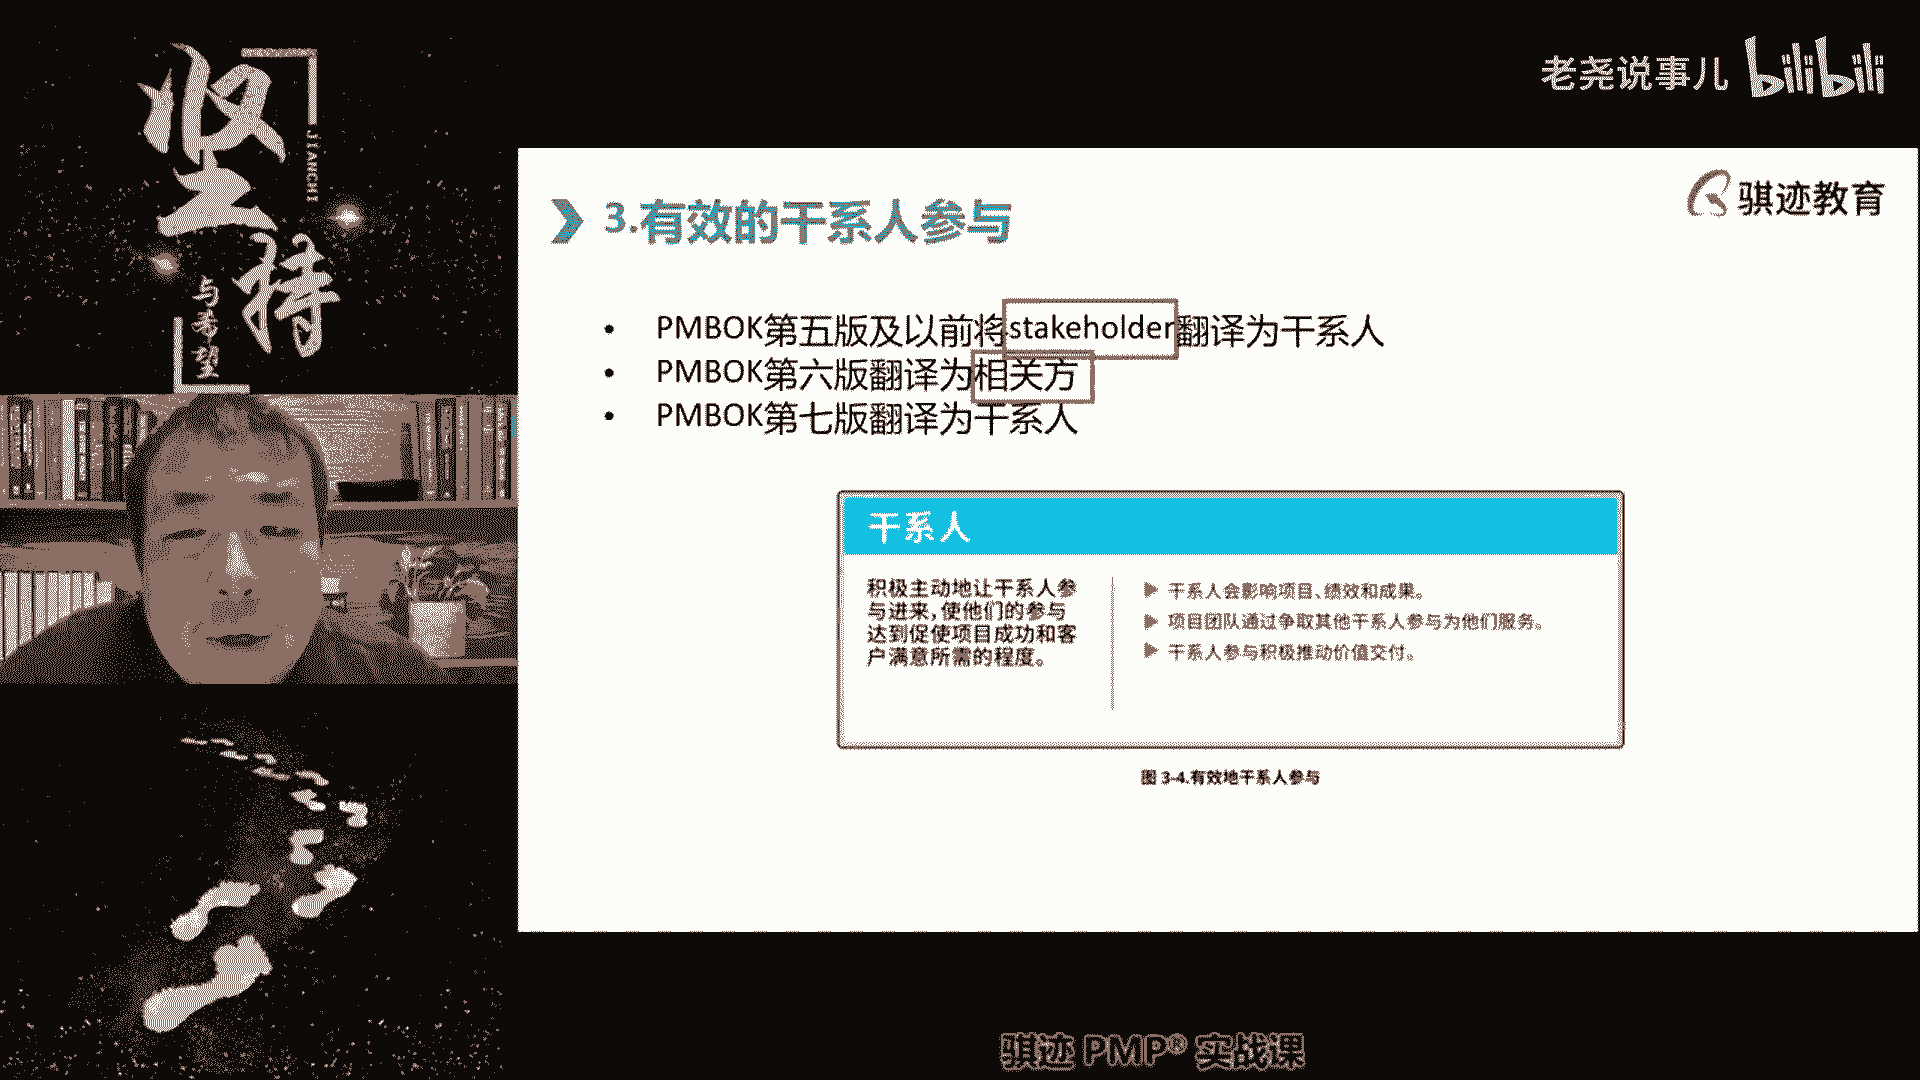 坚持
JIANCHI
与希望
老尧说事儿 bilibili
骐迹教育
3.有效的干系人参与
• PMBOK第五版及以前将stakeholder翻译为干系人
• PMBOK第六版翻译为相关方
• PMBOK第七版翻译为干系人
干系人
积极主动地让干系人参
与进来，使他们的参与
达到促使项目成功和客
户满意所需的程度。
▶ 干系人会影响项目、绩效和成果。
▶ 项目团队通过争取其他干系人参与为他们服务。
▶ 干系人参与积极推动价值交付。
图 3-4.有效地干系人参与
骐迹 PMP® 实战课